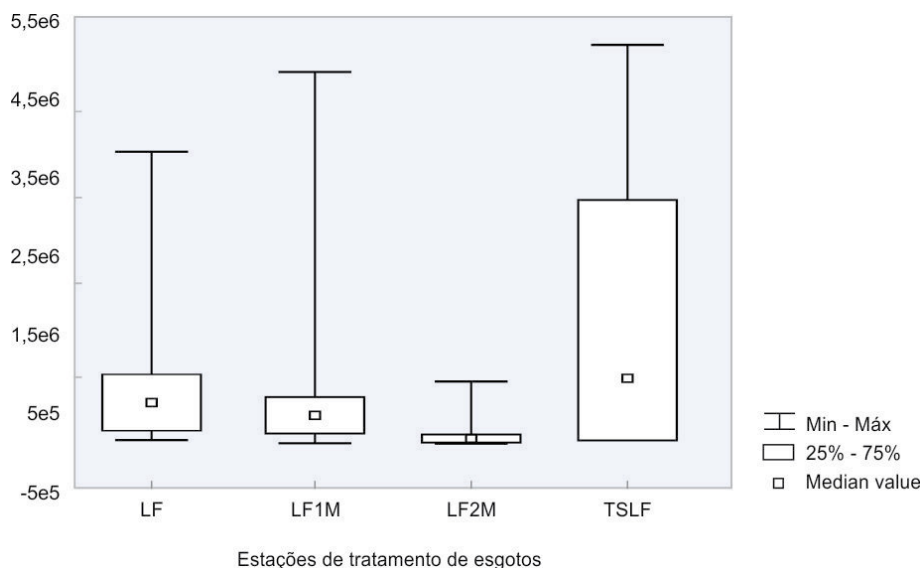 5,5e6
4,5e6
3,5e6
2,5e6
1,5e6
5e5
-5e5
LF
LF1M
LF2M
TSLF
Estações de tratamento de esgotos
Min - Máx
25% - 75%
Median value